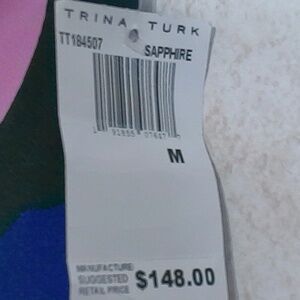 TRINA TURK
TT184507
SAPPHIRE
M
MANUFACTURE
SUGGESTED
RETAIL PRICE
$148.00